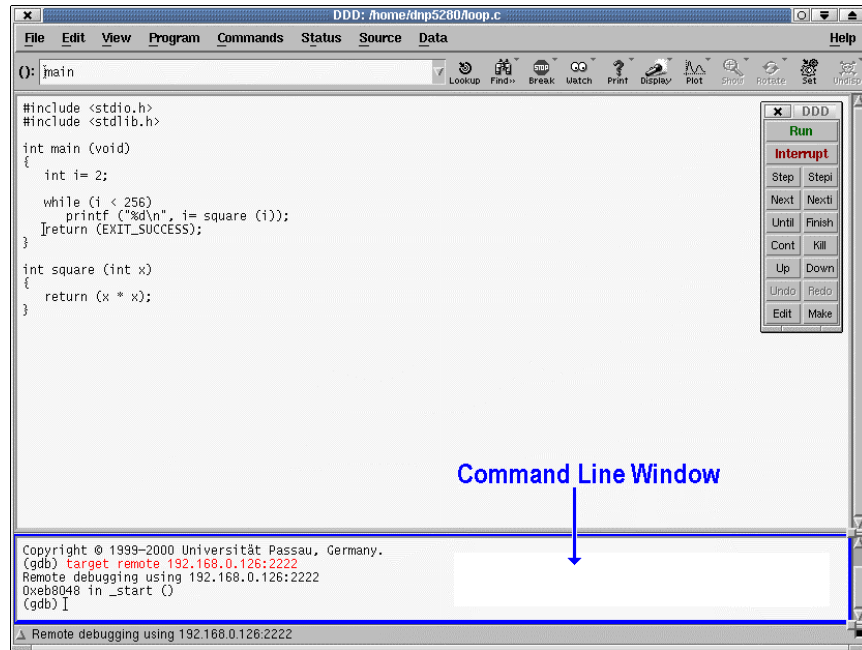 DDD: /home/dnp5280/loop.c
File Edit View Program Commands Status Source Data Help
(): main
Lookup Find>> Break Watch Print Display Plot Show Rotate Set Undisp
#include <stdio.h>
#include <stdlib.h>
int main (void)
{
int i= 2;
while (i < 256)
printf ("%d\n", i= square (i));
return (EXIT_SUCCESS);
}
int square (int x)
{
return (x * x);
}
DDD
Run
Interrupt
Step Stepi
Next Nexti
Until Finish
Cont Kill
Up Down
Undo Redo
Edit Make
Command Line Window
Copyright © 1999-2000 Universität Passau, Germany.
(gdb) target remote 192.168.0.126:2222
Remote debugging using 192.168.0.126:2222
0xeb8048 in _start ()
(gdb)
Remote debugging using 192.168.0.126:2222